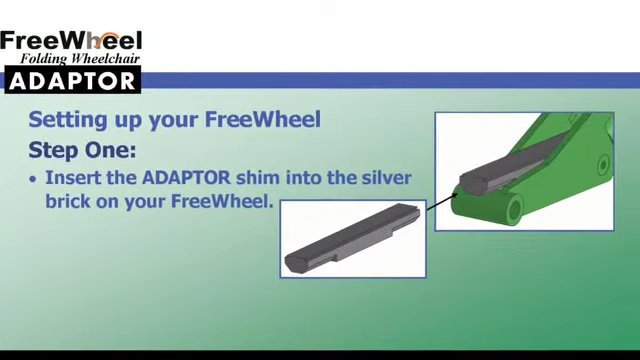 FreeWheel
Folding Wheelchair
ADAPTOR
Setting up your FreeWheel
Step One:
• Insert the ADAPTOR shim into the silver
brick on your FreeWheel.